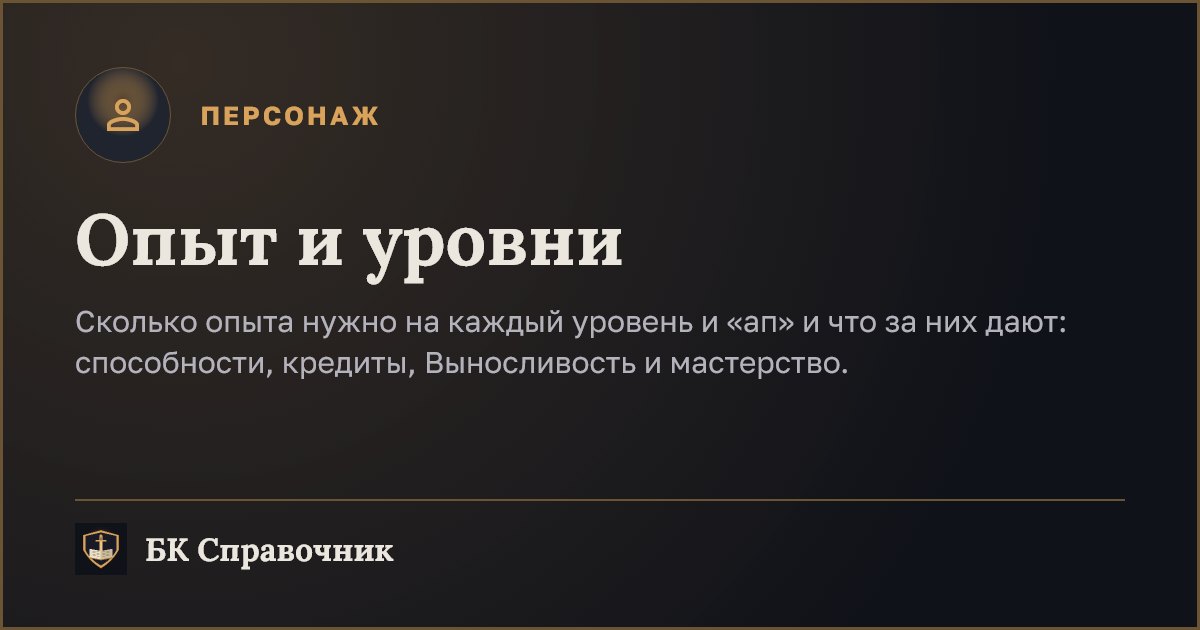 ПЕРСОНАЖ
Опыт и уровни
Сколько опыта нужно на каждый уровень и «ап» и что за них дают:
способности, кредиты, Выносливость и мастерство.
БК Справочник